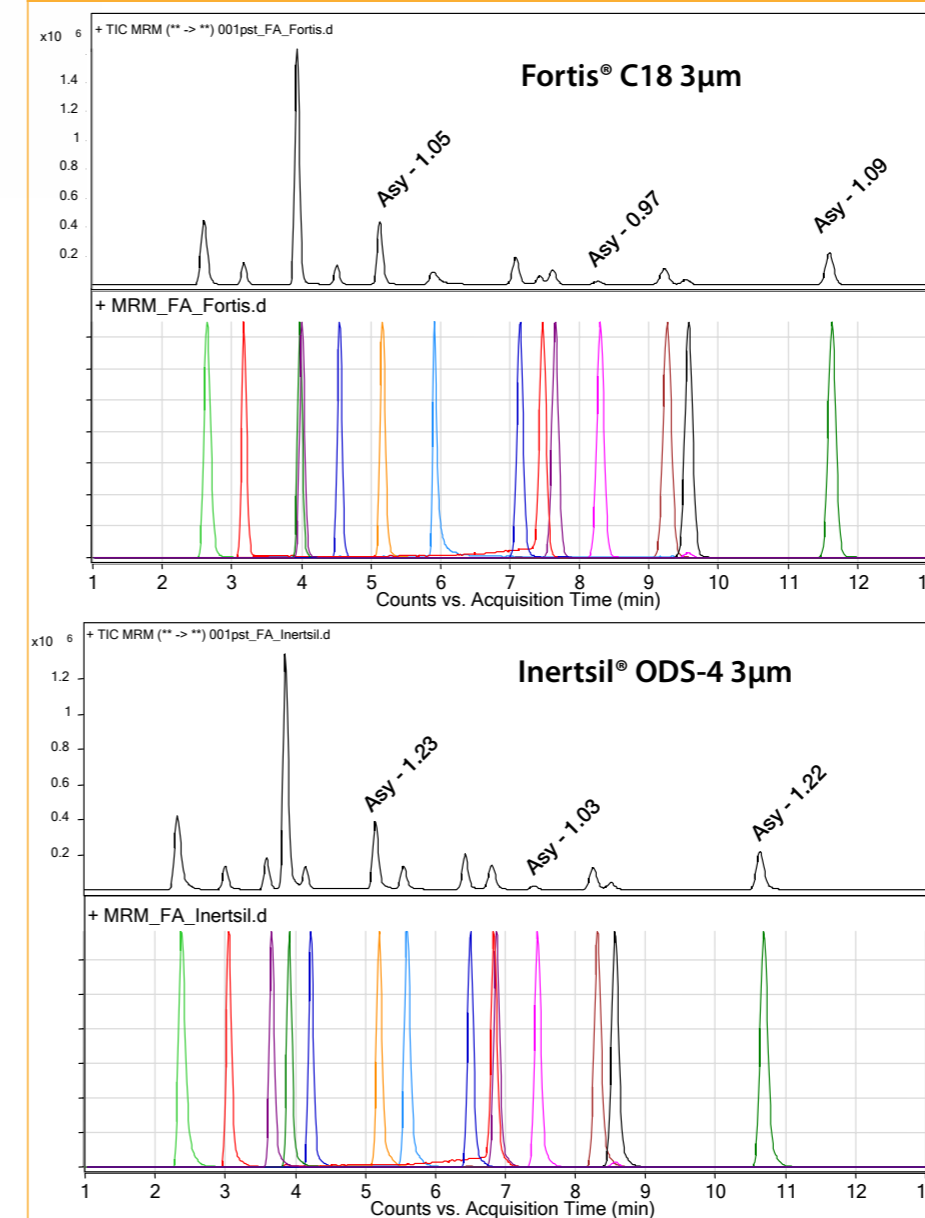 x10 6
+ TIC MRM (** -> **) 001pst_FA_Fortis.d
Fortis® C18 3µm
1.4
1.2
1
0.8
0.6
0.4
0.2
Asy - 1.05
Asy - 0.97
Asy - 1.09
+ MRM_FA_Fortis.d
1 2 3 4 5 6 7 8 9 10 11 12 13
Counts vs. Acquisition Time (min)
x10 6
+ TIC MRM (** -> **) 001pst_FA_Inertsil.d
Inertsil® ODS-4 3µm
1.2
1
0.8
0.6
0.4
0.2
Asy - 1.23
Asy - 1.03
Asy - 1.22
+ MRM_FA_Inertsil.d
1 2 3 4 5 6 7 8 9 10 11 12 13
Counts vs. Acquisition Time (min)